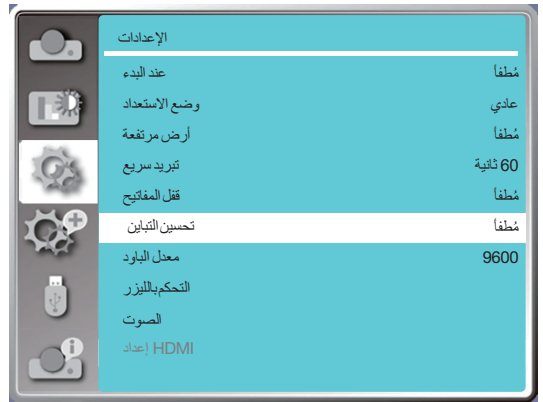 الإعدادات
عند البدء مُطفأ
وضع الاستعداد عادي
أرض مرتفعة مُطفأ
تبريد سريع 60 ثانية
قفل المفاتيح مُطفأ
تحسين التباين مُطفأ
معدل الباود 9600
التحكم بالليزر
الصوت
إعداد HDMI